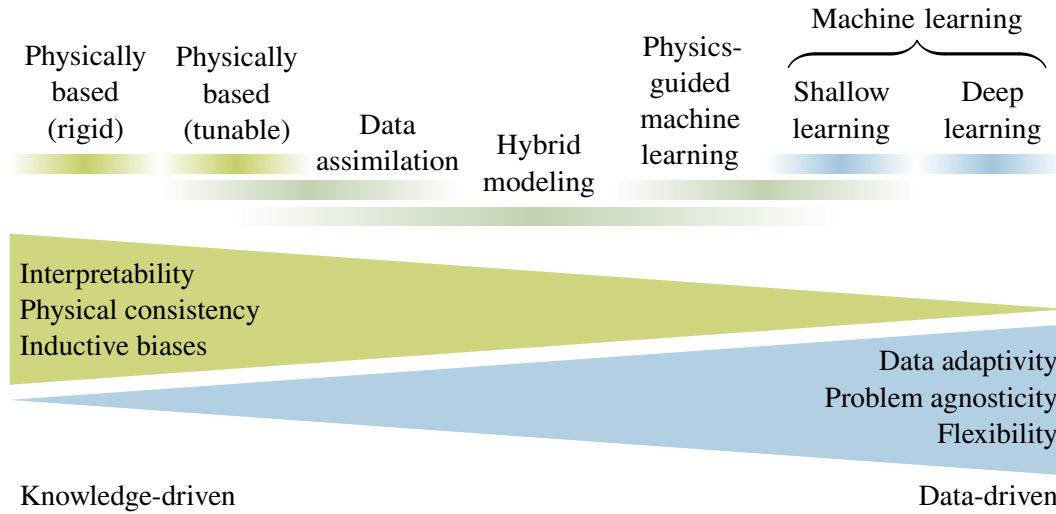 Machine learning
Physically
based
(rigid)
Physically
based
(tunable)
Data
assimilation
Hybrid
modeling
Physics-
guided
machine
learning
Shallow
learning
Deep
learning
Interpretability
Physical consistency
Inductive biases
Data adaptivity
Problem agnosticity
Flexibility
Knowledge-driven
Data-driven